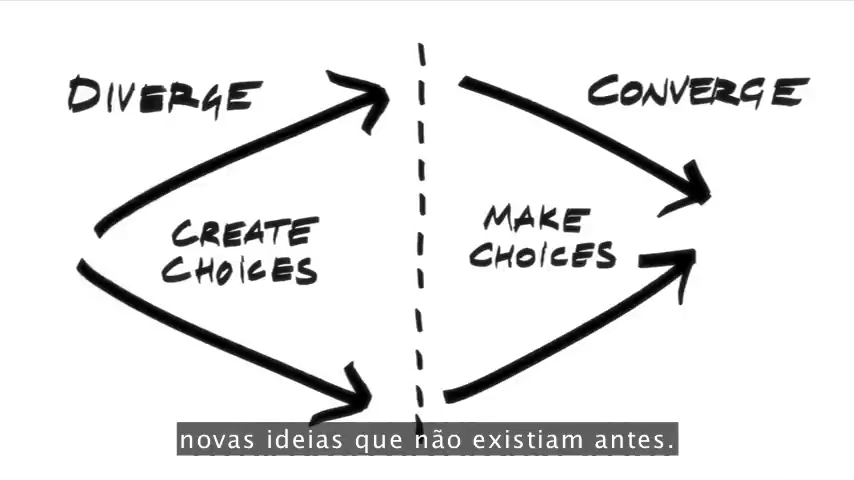 DIVERGE
CONVERGE
CREATE
CHOICES
MAKE
CHOICES
novas ideias que não existiam antes.